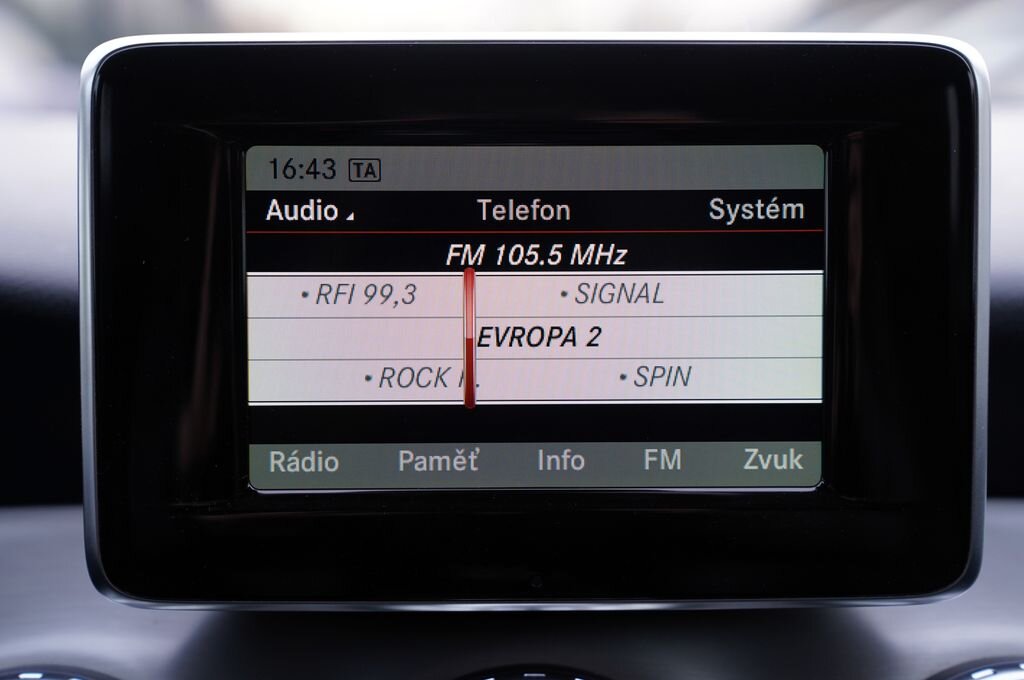 16:43 TA
Audio Telefon Systém
FM 105.5 MHz
• RFI 99,3 • SIGNAL
EVROPA 2
• ROCK • SPIN
Rádio Paměť Info FM Zvuk